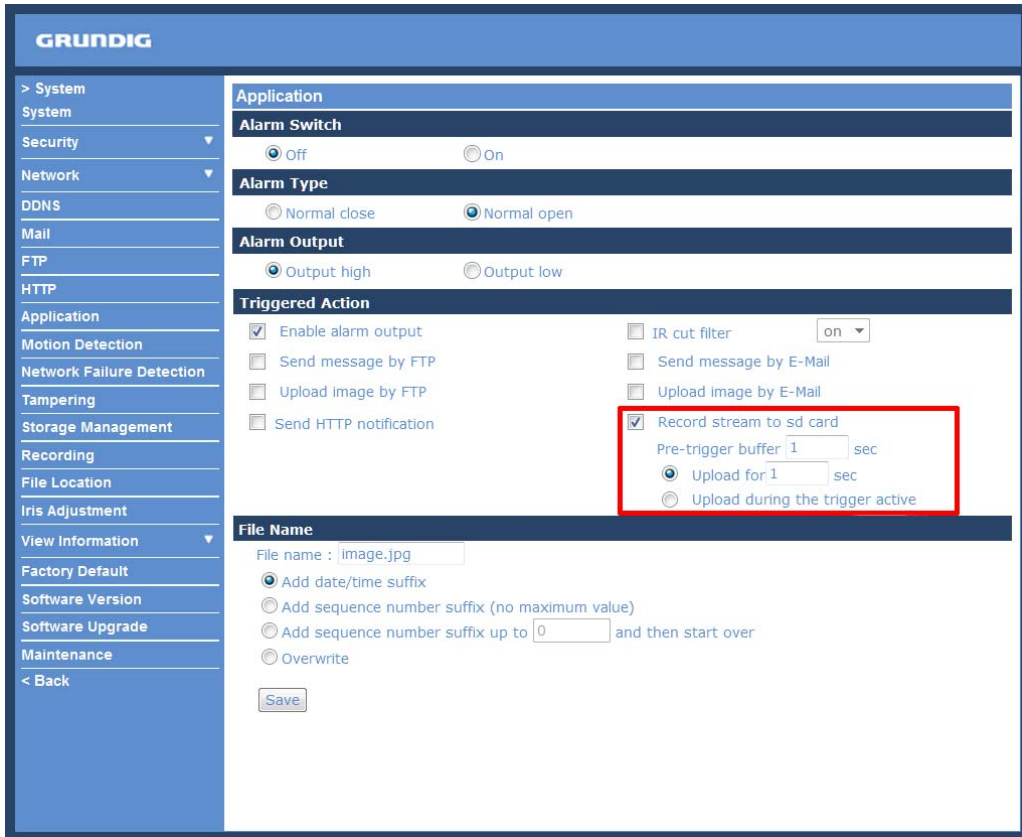 GRUNDIG
> System
System
Security
Network
DDNS
Mail
FTP
HTTP
Application
Motion Detection
Network Failure Detection
Tampering
Storage Management
Recording
File Location
Iris Adjustment
View Information
Factory Default
Software Version
Software Upgrade
Maintenance
< Back
Application
Alarm Switch
Off On
Alarm Type
Normal close Normal open
Alarm Output
Output high Output low
Triggered Action
Enable alarm output IR cut filter on
Send message by FTP Send message by E-Mail
Upload image by FTP Upload image by E-Mail
Send HTTP notification Record stream to sd card
Pre-trigger buffer 1 sec
Upload for 1 sec
Upload during the trigger active
File Name
File name : image.jpg
Add date/time suffix
Add sequence number suffix (no maximum value)
Add sequence number suffix up to 0 and then start over
Overwrite
Save